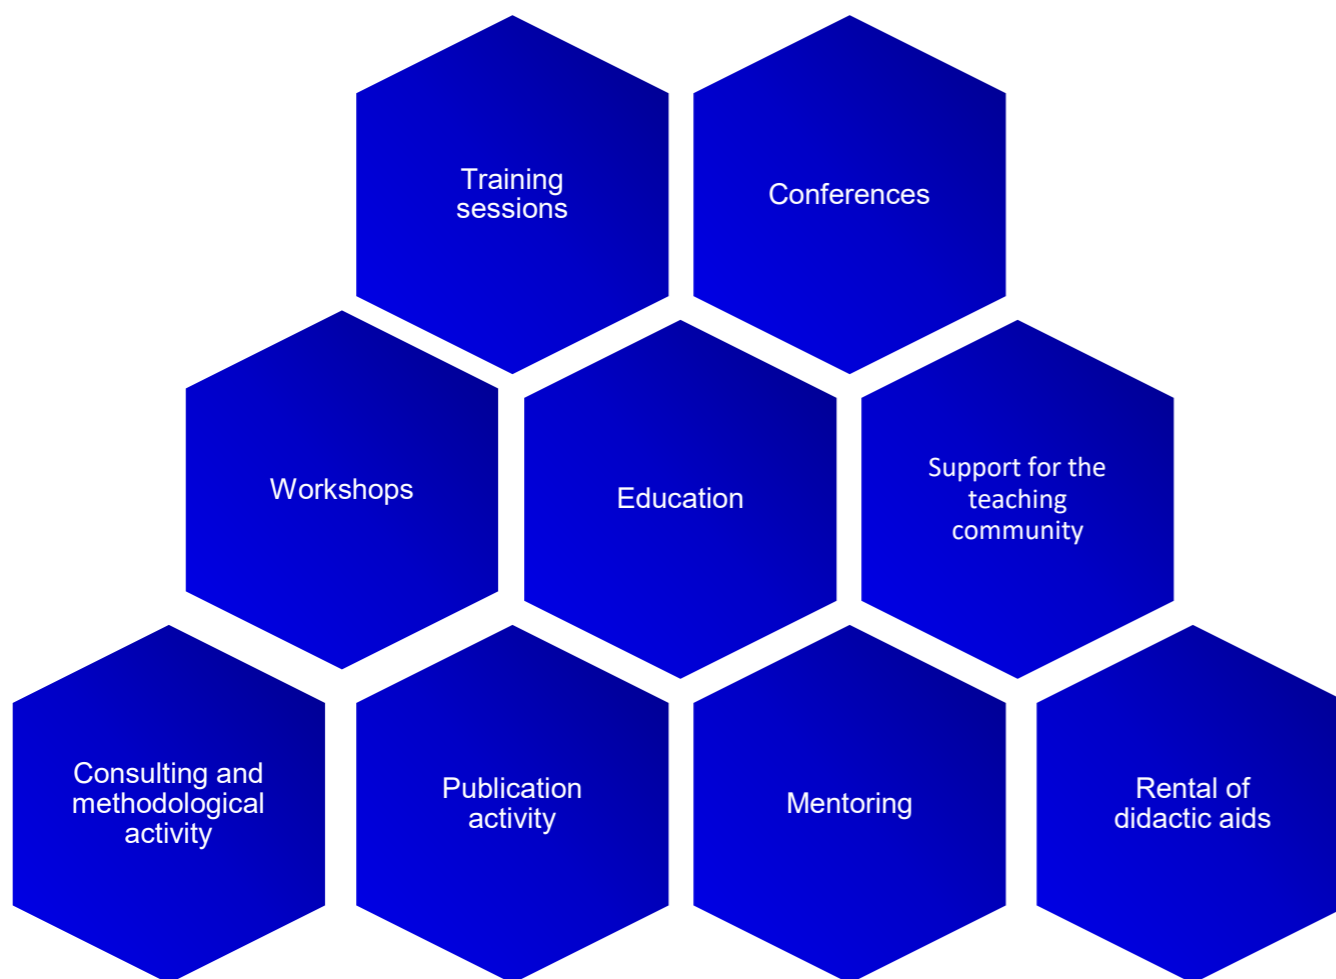 Training
sessions
Conferences
Workshops
Education
Support for the
teaching
community
Consulting and
methodological
activity
Publication
activity
Mentoring
Rental of
didactic aids